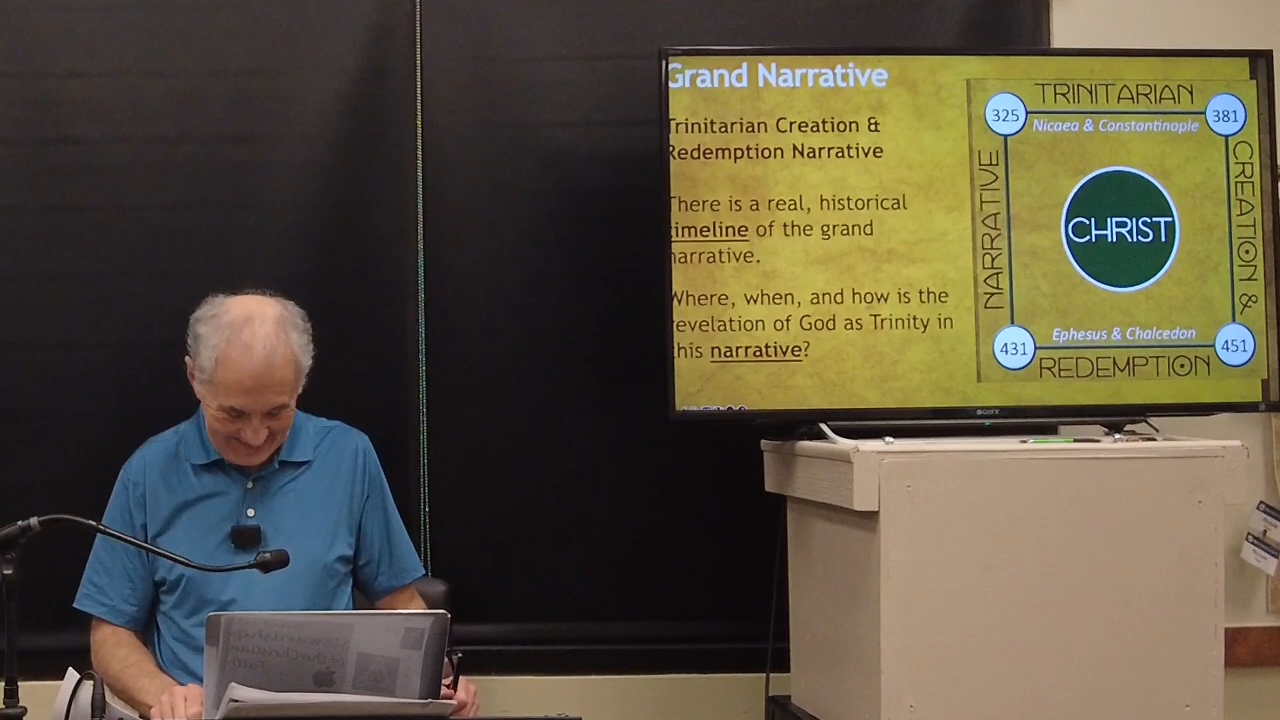 Grand Narrative
Trinitarian Creation &
Redemption Narrative
There is a real, historical
timeline of the grand
narrative.
Where, when, and how is the
revelation of God as Trinity in
this narrative?
TRINITARIAN
325
381
Nicaea & Constantinople
NARRATIVE
CHRIST
CREATION &
Ephesus & Chalcedon
431
451
REDEMPTION
SONY